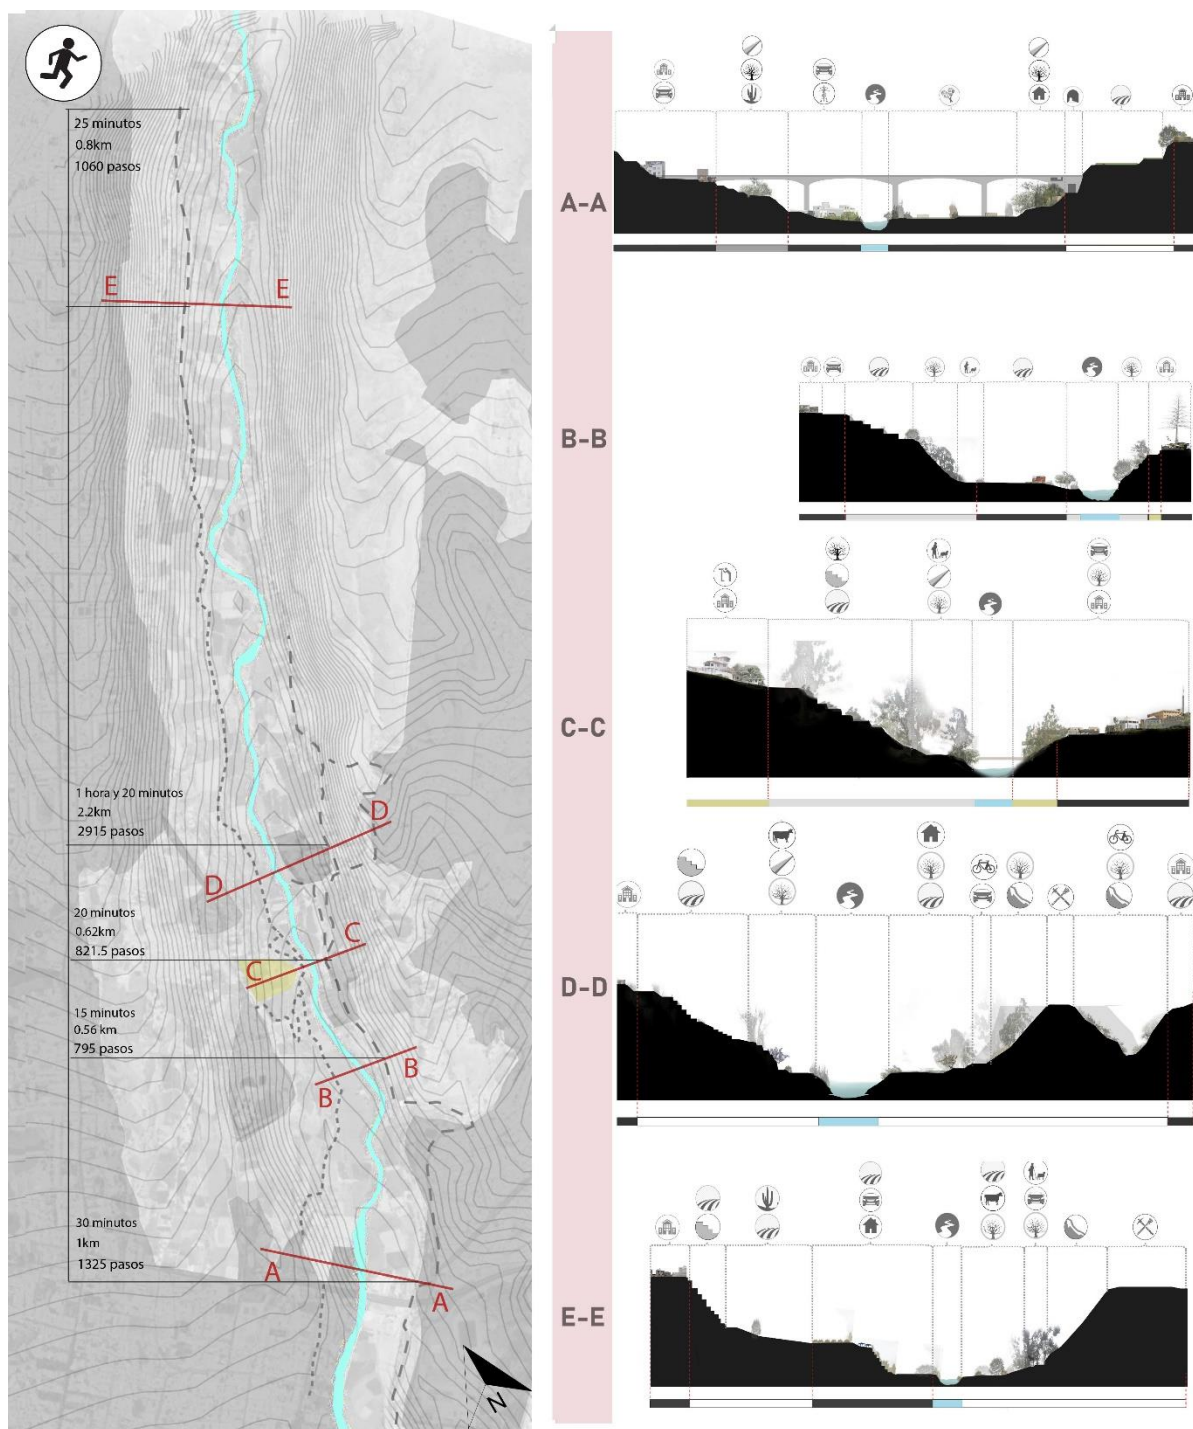 25 minutos
0.8km
1060 pasos
E
E
1 hora y 20 minutos
2.2km
2915 pasos
D
D
20 minutos
0.62km
821.5 pasos
C
C
15 minutos
0.56 km
795 pasos
B
B
30 minutos
1km
1325 pasos
A
A
N
A-A
B-B
C-C
D-D
E-E